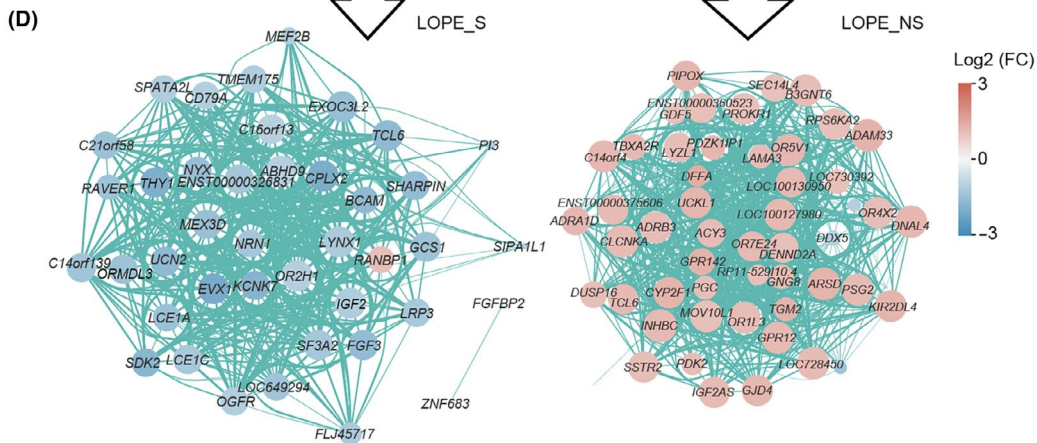 (D)
LOPE_S
MEF2B
SPATA2L
CD79A
TMEM175
EXOC3L2
C16orf13
TCL6
C21orf58
PI3
NYX
ABHD9
RAVER1
THY1
ENST00000326831
CPLX2
SHARPIN
BCAM
MEX3D
NRN1
LYNX1
GCS1
SIPA1L1
C14orf139
ORMDL3
UCN2
RANBP1
OR2H1
EVX1
KCNK7
IGF2
FGFBP2
LCE1A
LRP3
SF3A2
FGF3
SDK2
LCE1C
LOC649294
OGFR
ZNF683
FLJ45717
LOPE_NS
PIPOX
SEC14L4
B3GNT6
ENST00000360523
GDF5
PROKR1
RPS6KA2
ADAM33
TBXA2R
LYZL1
PDZK1IP1
OR5V1
C14orf4
LAMA3
DFFA
LOC730392
LOC100130950
ENST00000375606
UCKL1
LOC100127980
OR4X2
ADRA1D
ADRB3
DNAL4
CLCNKA
ACY3
DDX5
OR7E24
DENND2A
GPR142
RP11-529I10.4
GNG8
DUSP16
TCL6
CYP2F1
PGC
ARSD
PSG2
MOV10L1
TGM2
KIR2DL4
INHBC
OR1L3
GPR12
SSTR2
PDK2
LOC728450
IGF2AS
GJD4
Log2 (FC)
3
0
−3